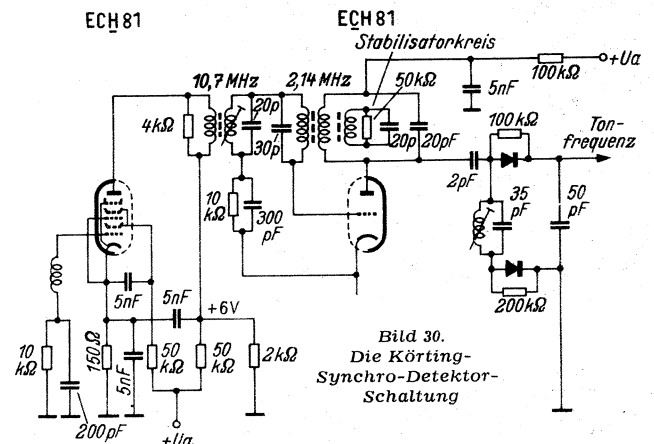 ECH81
ECH81
Stabilisatorkreis
10,7 MHz
2,14 MHz
50kΩ
100kΩ
+Ua
5nF
4kΩ
20p
30p
20p
20pF
100kΩ
Ton-
frequenz
2pF
10
kΩ
300
pF
35
pF
50
pF
5nF
5nF
+6V
200kΩ
10
kΩ
150Ω
5nF
50
kΩ
50
kΩ
2kΩ
200pF
+Ua
Bild 30.
Die Körting-
Synchro-Detektor-
Schaltung